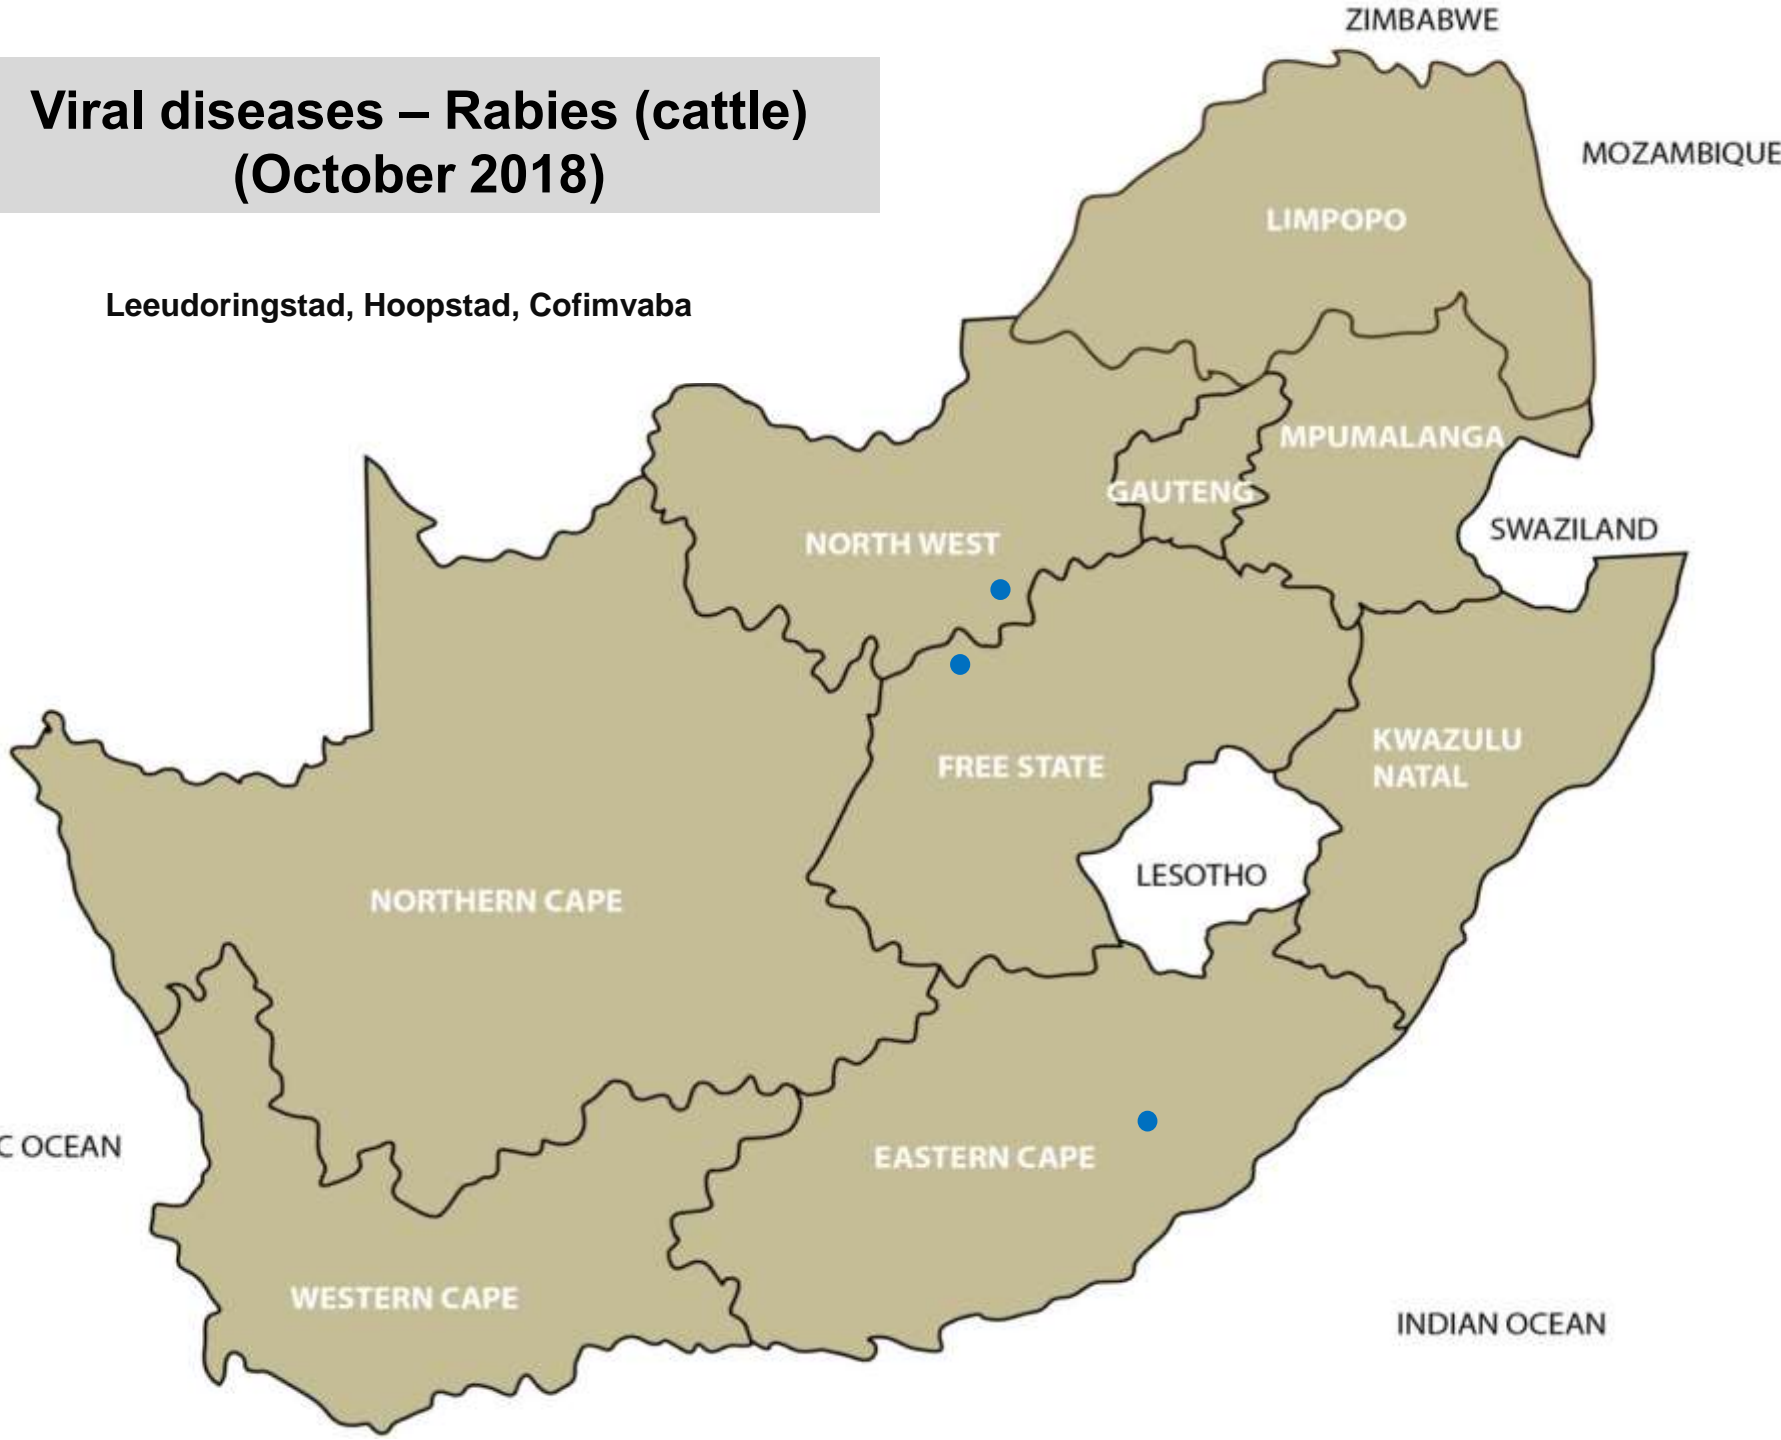 ZIMBABWE
Viral diseases – Rabies (cattle)
(October 2018)
MOZAMBIQUE
LIMPOPO
Leeudoringstad, Hoopstad, Cofimvaba
MPUMALANGA
GAUTENG
SWAZILAND
NORTH WEST
KWAZULU
NATAL
FREE STATE
LESOTHO
NORTHERN CAPE
C OCEAN
EASTERN CAPE
WESTERN CAPE
INDIAN OCEAN